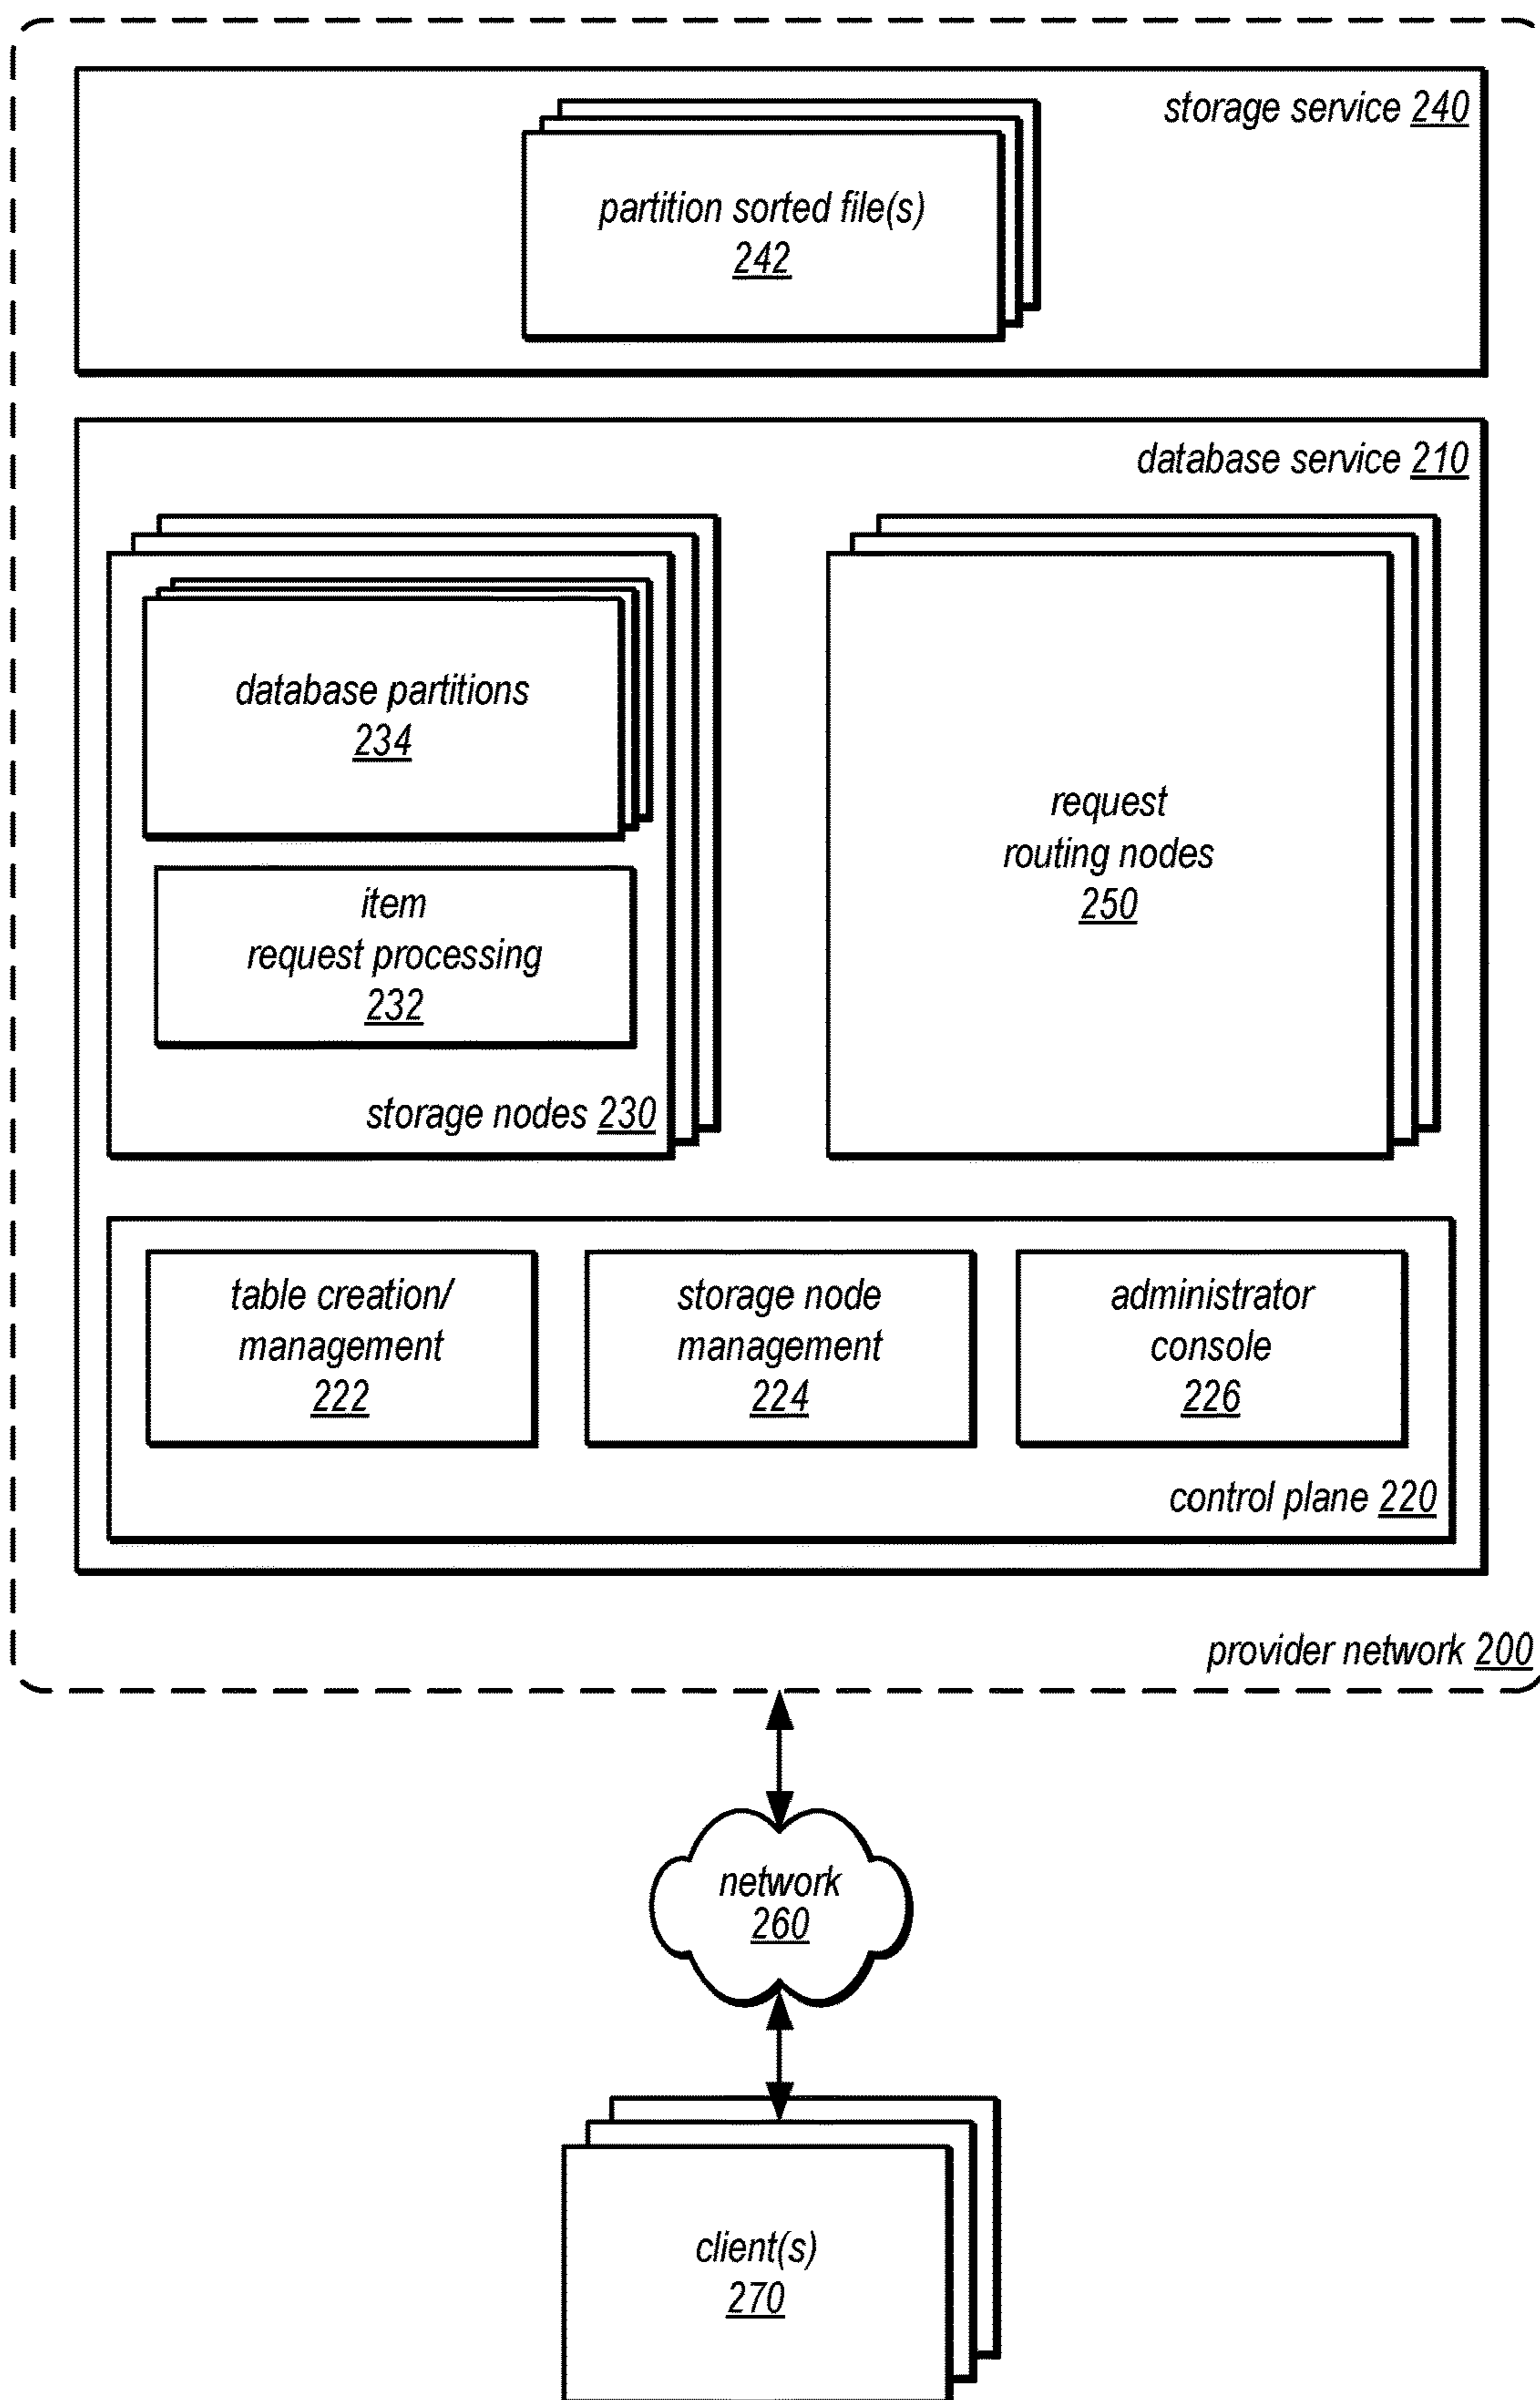 storage service 240
partition sorted file(s)
242
database service 210
database partitions
234
item
request processing
232
storage nodes 230
request
routing nodes
250
table creation/
management
222
storage node
management
224
administrator
console
226
control plane 220
provider network 200
network
260
client(s)
270